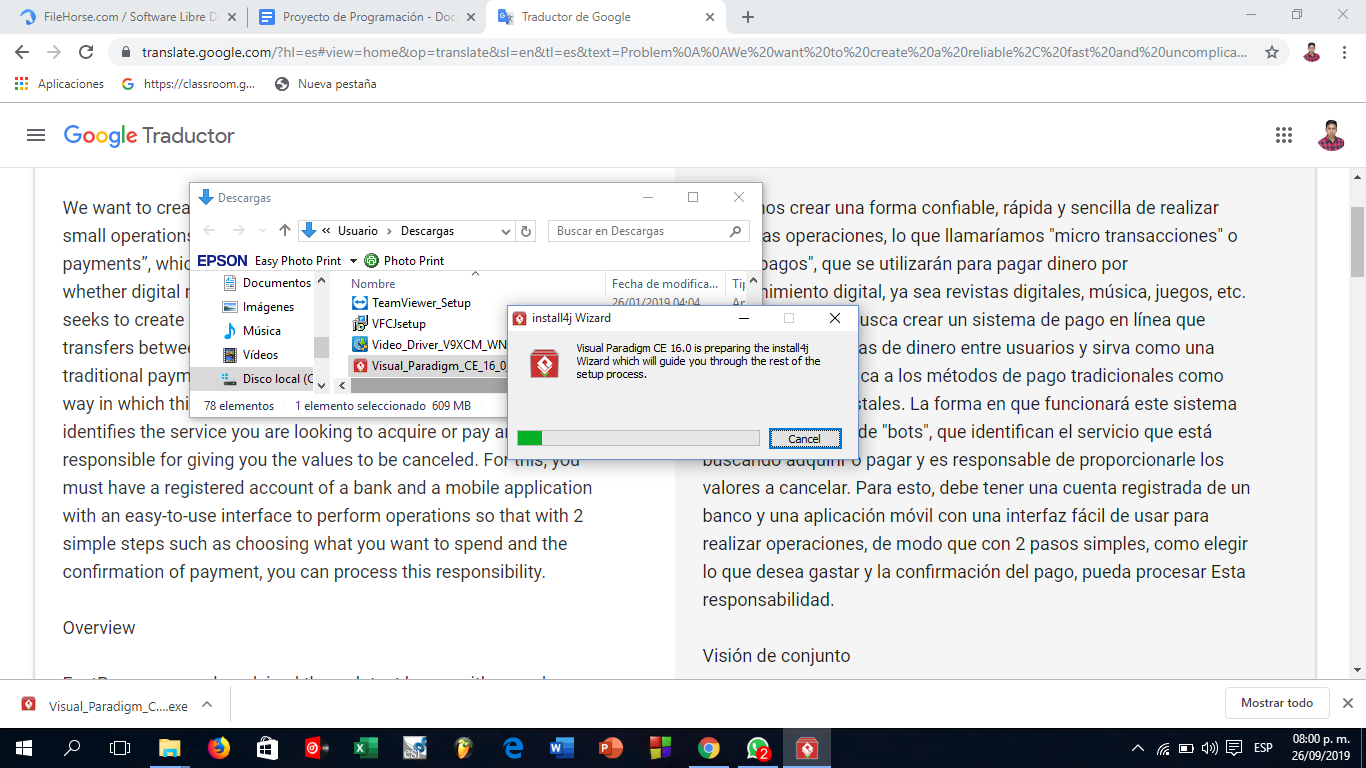 FileHorse.com / Software Libre D
Proyecto de Programación - Doc
Traductor de Google
translate.google.com/?hl=es#view=home&op=translate&sl=en&tl=es&text=Problem%0A%0AWe%20want%20to%20create%20a%20reliable%2C%20fast%20and%20uncomplica...
Aplicaciones
https://classroom.g...
Nueva pestaña
Google Traductor
We want to crea
small operations
payments”, whic
whether digital r
seeks to create
transfers betwe
traditional paym
way in which thi
identifies the service you are looking to acquire or pay an
responsible for giving you the values to be canceled. For this, you
must have a registered account of a bank and a mobile application
with an easy-to-use interface to perform operations so that with 2
simple steps such as choosing what you want to spend and the
confirmation of payment, you can process this responsibility.
Overview
nos crear una forma confiable, rápida y sencilla de realizar
as operaciones, lo que llamaríamos "micro transacciones" o
pagos", que se utilizarán para pagar dinero por
nimiento digital, ya sea revistas digitales, música, juegos, etc.
usca crear un sistema de pago en línea que
as de dinero entre usuarios y sirva como una
ca a los métodos de pago tradicionales como
stales. La forma en que funcionará este sistema
de "bots", que identifican el servicio que está
buscando adquirir o pagar y es responsable de proporcionarle los
valores a cancelar. Para esto, debe tener una cuenta registrada de un
banco y una aplicación móvil con una interfaz fácil de usar para
realizar operaciones, de modo que con 2 pasos simples, como elegir
lo que desea gastar y la confirmación del pago, pueda procesar Esta
responsabilidad.
Visión de conjunto
Descargas
« Usuario > Descargas
Buscar en Descargas
EPSON Easy Photo Print Photo Print
Documentos
Imágenes
Música
Vídeos
Disco local (C
Nombre
Fecha de modifica...
Tip
TeamViewer_Setup
26/01/2019 04:04
VFCJsetup
Video_Driver_V9XCM_WN
Visual_Paradigm_CE_16_0_
78 elementos
1 elemento seleccionado 609 MB
install4j Wizard
Visual Paradigm CE 16.0 is preparing the install4j
Wizard which will guide you through the rest of the
setup process.
Cancel
Visual_Paradigm_C....exe
Mostrar todo
2
ESP
08:00 p. m.
26/09/2019